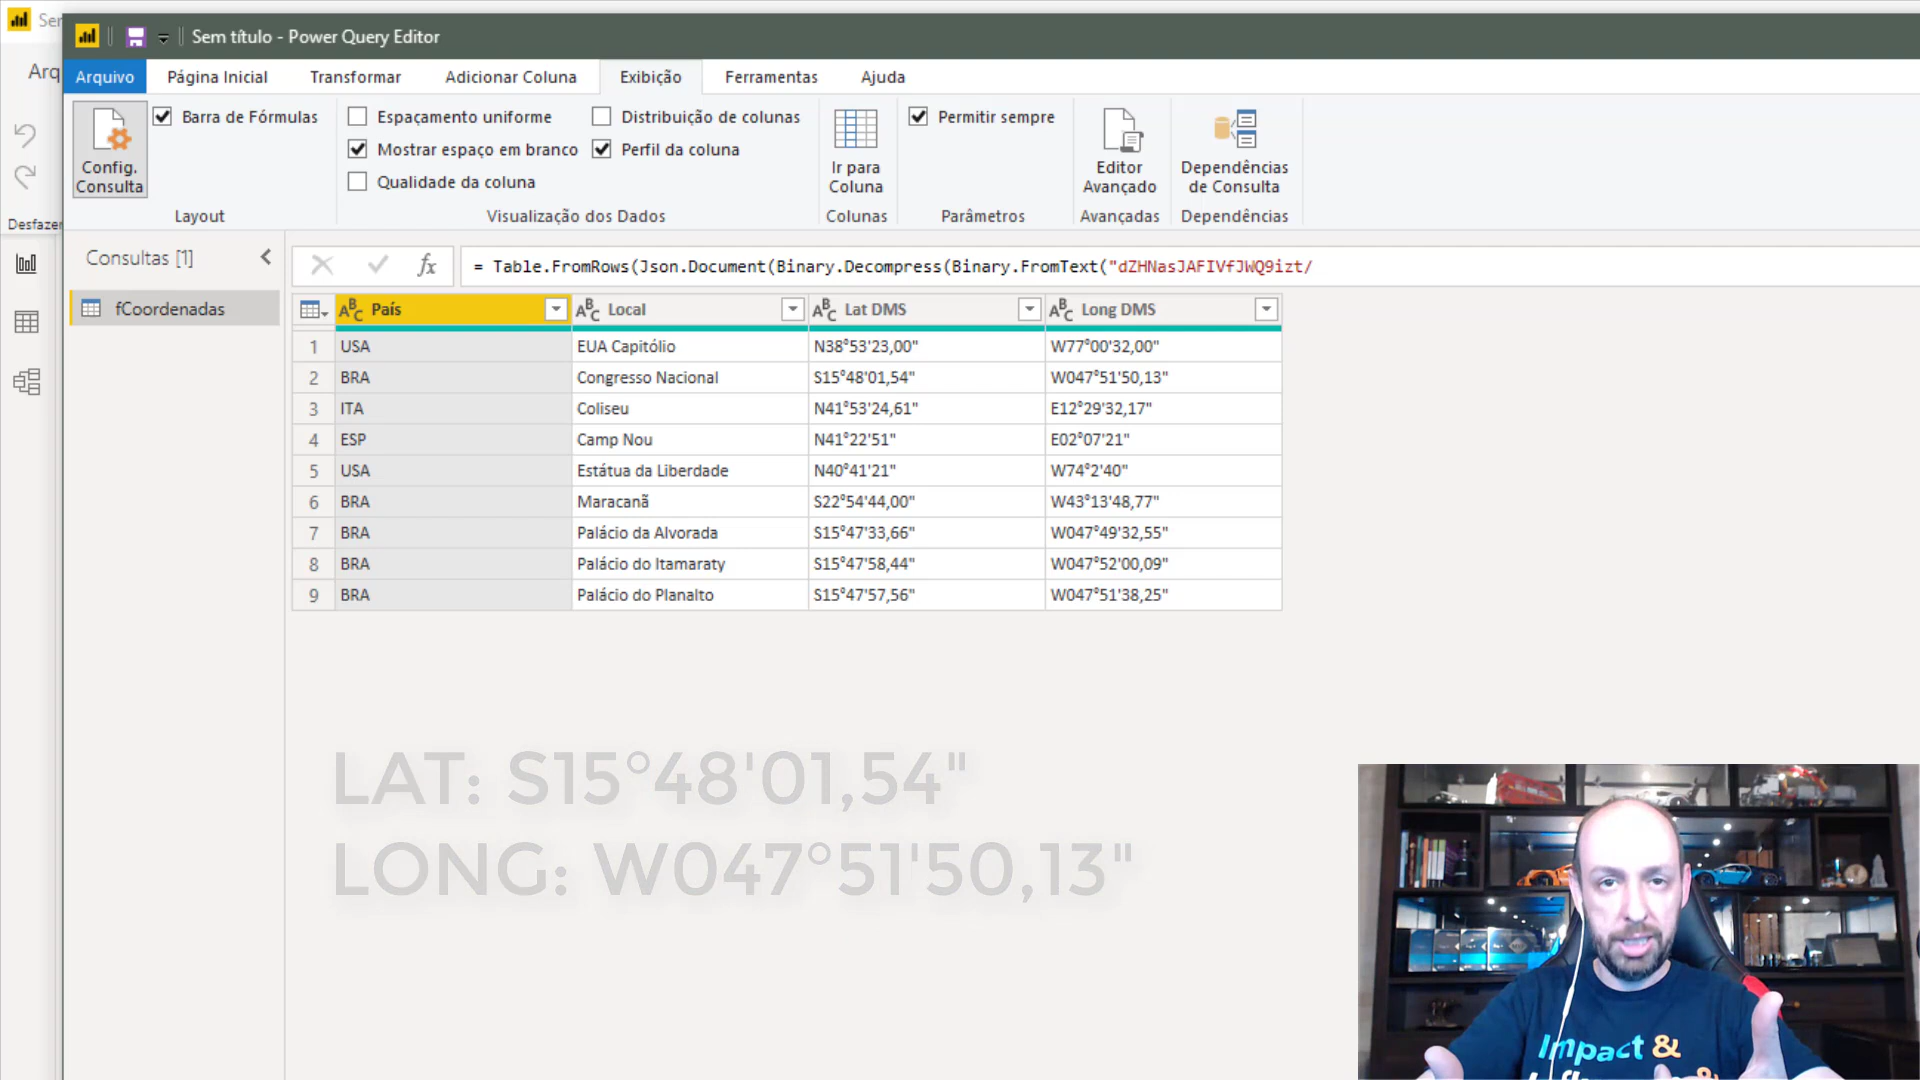 Ser
Sem título - Power Query Editor
Arq
Arquivo
Página Inicial
Transformar
Adicionar Coluna
Exibição
Ferramentas
Ajuda
Config. Consulta
Barra de Fórmulas
Layout
Espaçamento uniforme
Mostrar espaço em branco
Qualidade da coluna
Distribuição de colunas
Perfil da coluna
Visualização dos Dados
Ir para Coluna
Colunas
Permitir sempre
Parâmetros
Editor Avançado
Avançadas
Dependências de Consulta
Dependências
Desfazer
Consultas [1]
fCoordenadas
fx
= Table.FromRows(Json.Document(Binary.Decompress(Binary.FromText("dZHNasJAFIVfJWQ9izt/
País Local Lat DMS Long DMS
1 USA EUA Capitólio N38°53'23,00" W77°00'32,00"
2 BRA Congresso Nacional S15°48'01,54" W047°51'50,13"
3 ITA Coliseu N41°53'24,61" E12°29'32,17"
4 ESP Camp Nou N41°22'51" E02°07'21"
5 USA Estátua da Liberdade N40°41'21" W74°2'40"
6 BRA Maracanã S22°54'44,00" W43°13'48,77"
7 BRA Palácio da Alvorada S15°47'33,66" W047°49'32,55"
8 BRA Palácio do Itamaraty S15°47'58,44" W047°52'00,09"
9 BRA Palácio do Planalto S15°47'57,56" W047°51'38,25"
LAT: S15°48'01,54"
LONG: W047°51'50,13"
Impact &